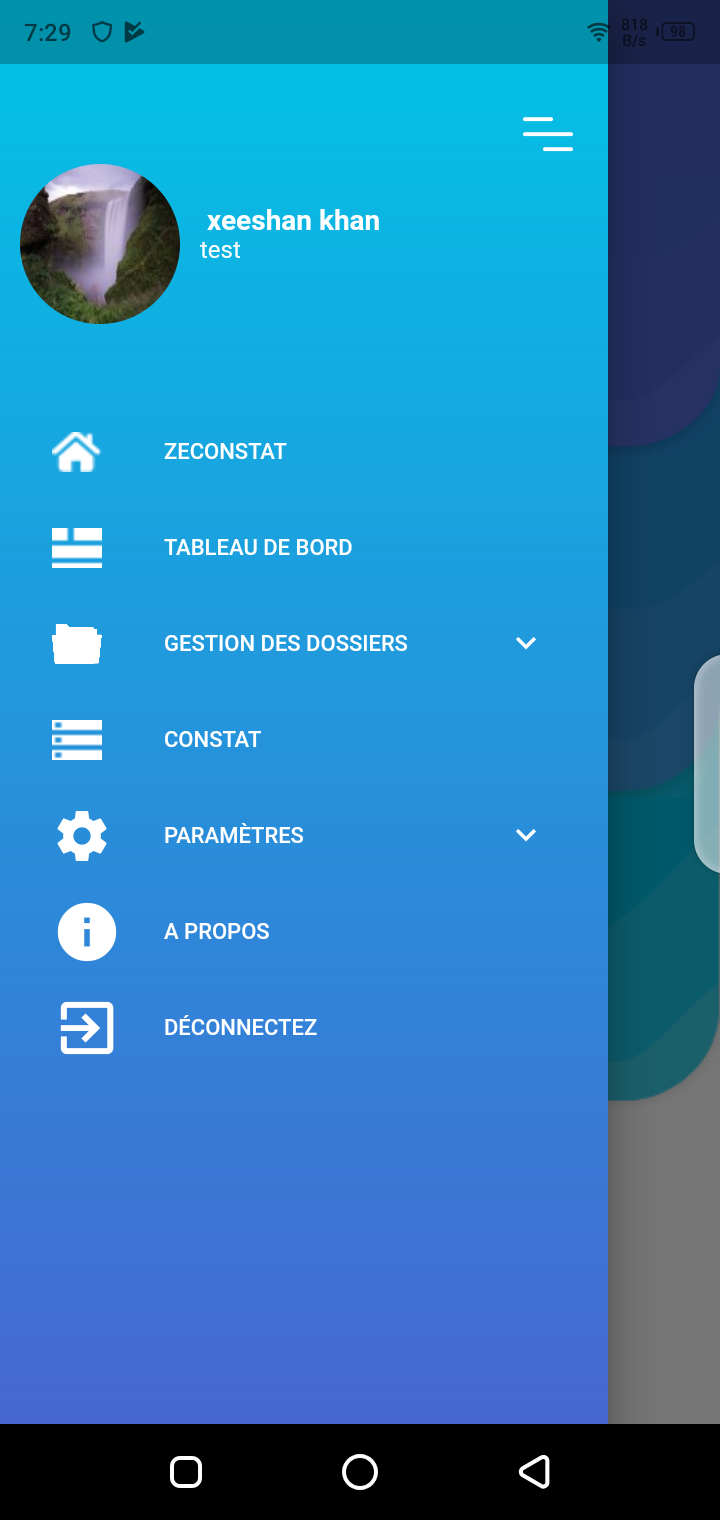 7:29
818
B/s
98
xeeshan khan
test
ZECONSTAT
TABLEAU DE BORD
GESTION DES DOSSIERS
CONSTAT
PARAMÈTRES
A PROPOS
DÉCONNECTEZ